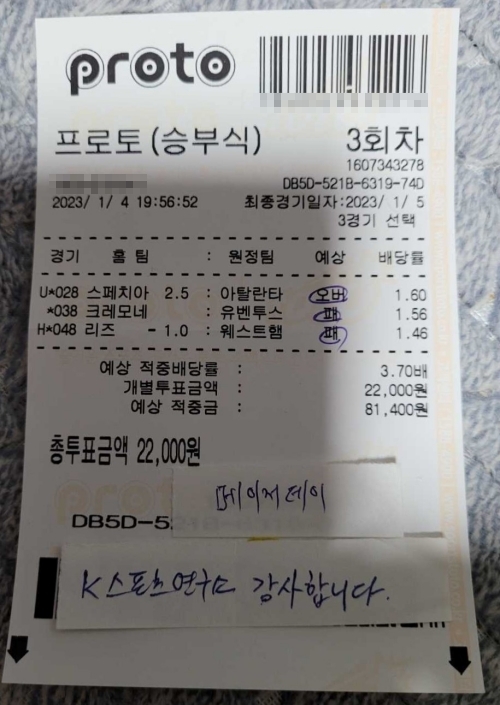 proto
프로토(승부식) 3회차
1607343278
DB5D-521B-6319-74D
2023/ 1/ 4 19:56:52 최종경기일자:2023/ 1/ 5
3경기 선택
경기 홈 팀 : 원정팀 예상 배당률
U*028 스페치아 2.5 : 아탈란타 오버 1.60
*038 크레모네 : 유벤투스 패 1.56
H*048 리즈 - 1.0 : 웨스트햄 패 1.46
예상 적중배당률 : 3.70배
개별투표금액 : 22,000원
예상 적중금 : 81,400원
총투표금액 22,000원
메이저데이
DB5D-5
K스포츠연구소 감사합니다.